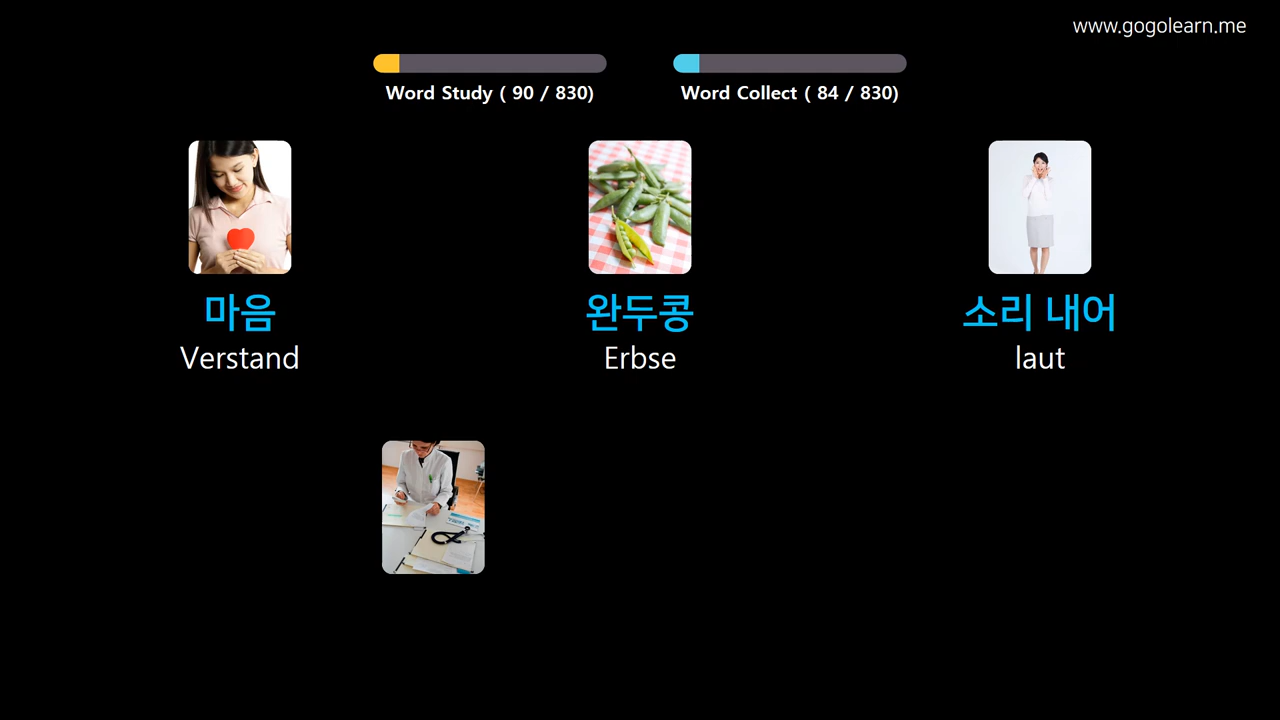 www.gogolearn.me
Word Study ( 90 / 830)
Word Collect ( 84 / 830)
마음
Verstand
완두콩
Erbse
소리 내어
laut